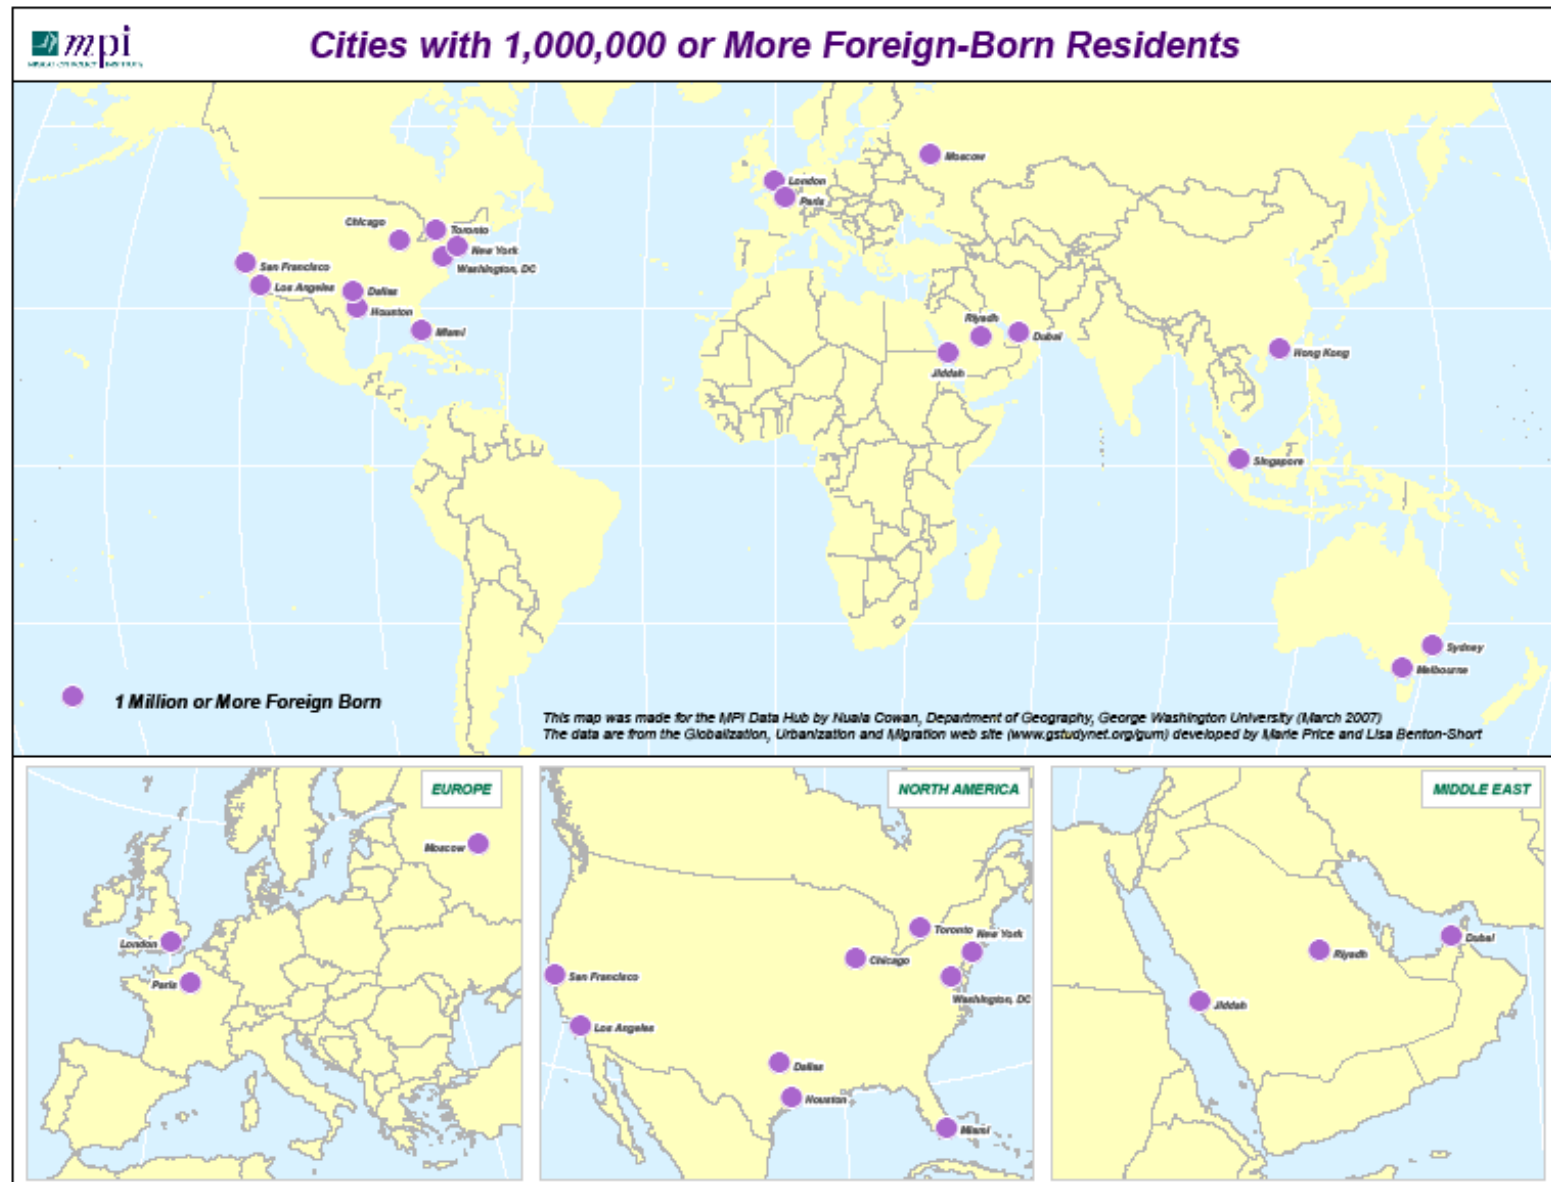 mpi
Cities with 1,000,000 or More Foreign-Born Residents
Moscow
London
Paris
Chicago
Toronto
New York
Washington, DC
San Francisco
Los Angeles
Dallas
Houston
Miami
Riyadh
Dubai
Jiddah
Hong Kong
Singapore
Sydney
Melbourne
1 Million or More Foreign Born
This map was made for the MPI Data Hub by Nuala Cowan, Department of Geography, George Washington University (March 2007)
The data are from the Globalization, Urbanization and Migration web site (www.gstudynet.org/gum) developed by Marie Price and Lisa Benton-Short
EUROPE
Moscow
London
Paris
NORTH AMERICA
Toronto
New York
Chicago
San Francisco
Washington, DC
Los Angeles
Dallas
Houston
Miami
MIDDLE EAST
Dubai
Riyadh
Jiddah